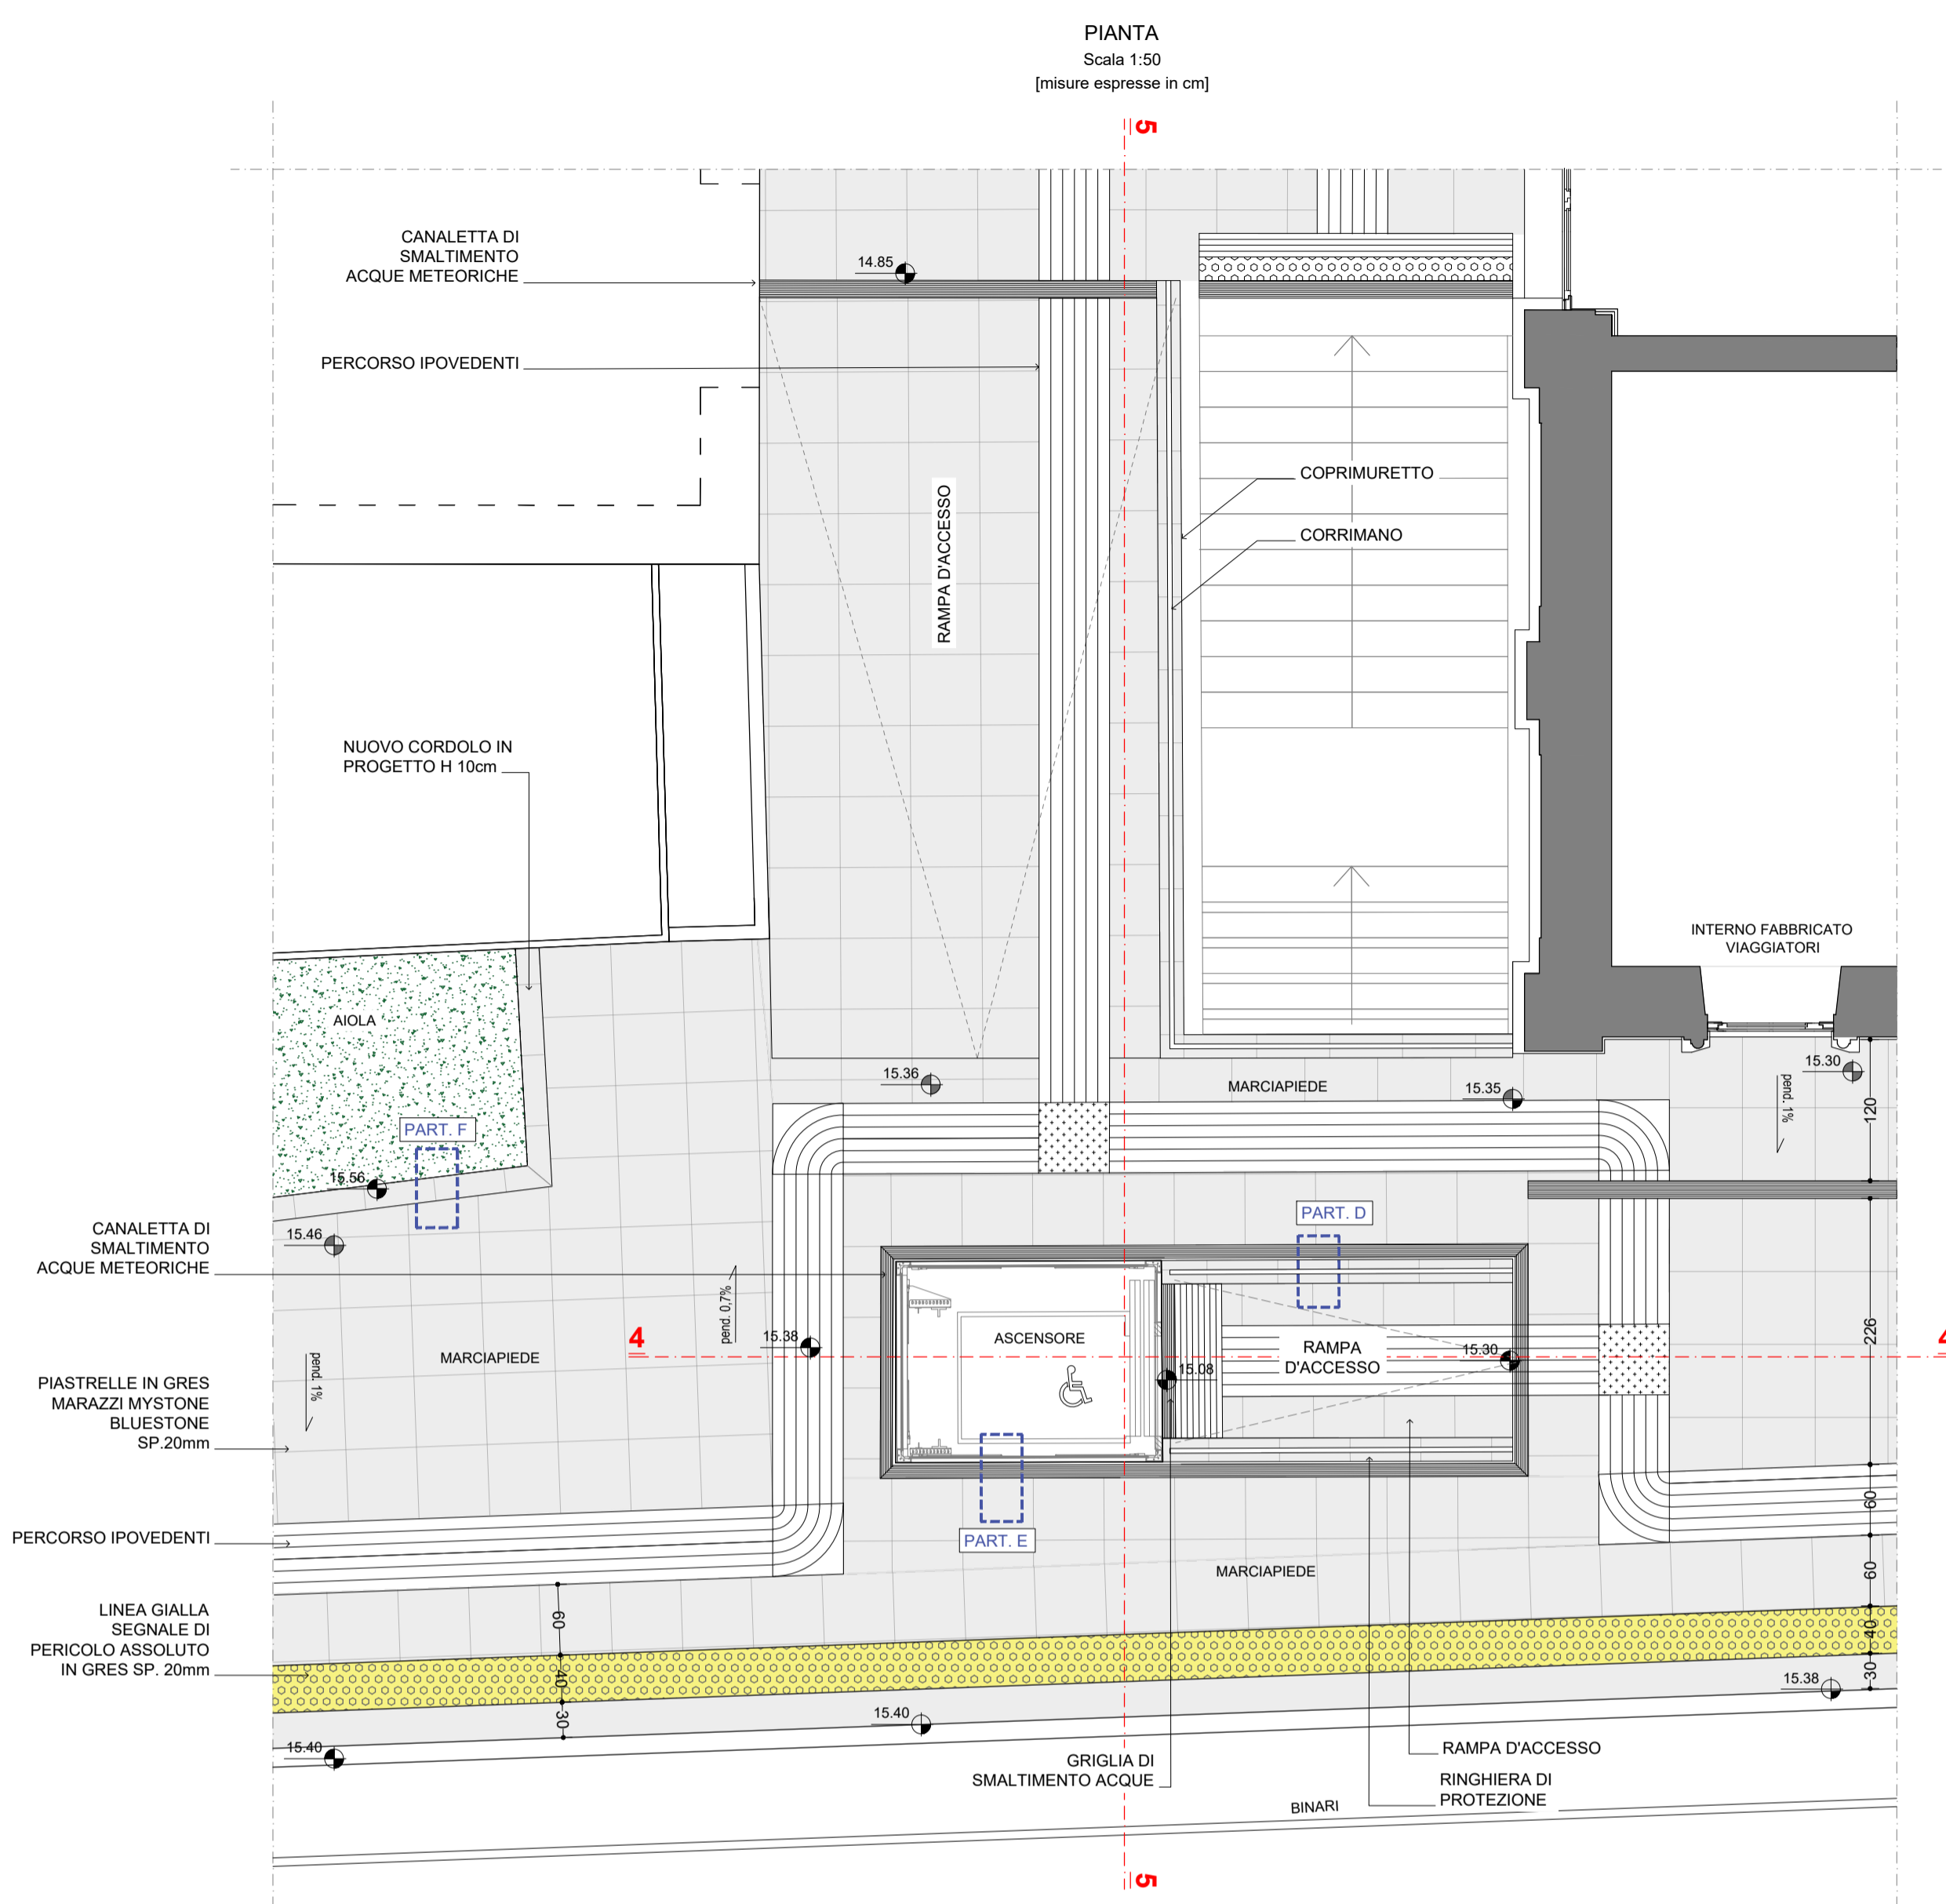 PIANTA
Scala 1:50
[misure espresse in cm]
5
CANALETTA DI
SMALTIMENTO
ACQUE METEORICHE
14.85
PERCORSO IPOVEDENTI
RAMPA D'ACCESSO
COPRIMURETTO
CORRIMANO
NUOVO CORDOLO IN
PROGETTO H 10cm
INTERNO FABBRICATO
VIAGGIATORI
AIOLA
15.36
MARCIAPIEDE
15.35
15.30
pend. 1%
120
PART. F
15.56
15.46
PART. D
CANALETTA DI
SMALTIMENTO
ACQUE METEORICHE
pend. 0,7%
4
15.38
ASCENSORE
15.08
RAMPA
D'ACCESSO
15.30
226
4
MARCIAPIEDE
pend. 1%
PIASTRELLE IN GRES
MARAZZI MYSTONE
BLUESTONE
SP.20mm
PERCORSO IPOVEDENTI
PART. E
60
MARCIAPIEDE
60
LINEA GIALLA
SEGNALE DI
PERICOLO ASSOLUTO
IN GRES SP. 20mm
60
40
30
40
30
15.38
15.40
15.40
GRIGLIA DI
SMALTIMENTO ACQUE
RAMPA D'ACCESSO
RINGHIERA DI
PROTEZIONE
BINARI
5